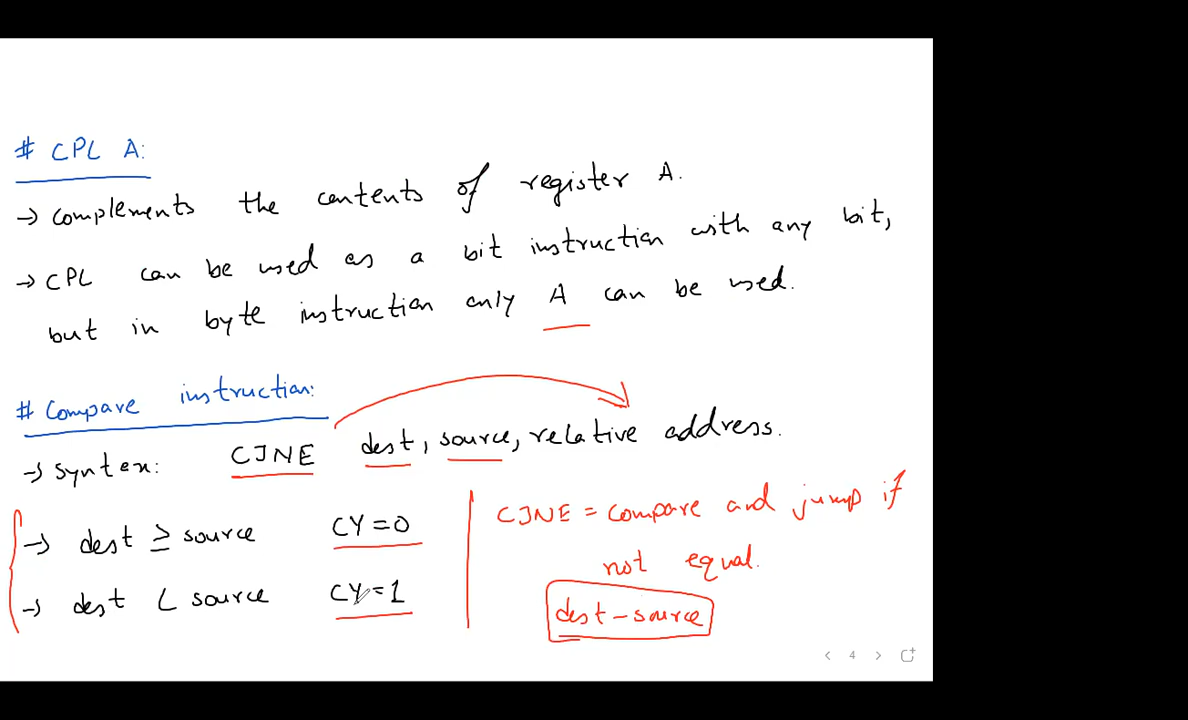 # CPL A:
→ complements the contents of register A.
→ CPL can be used as a bit instruction with any bit,
but in byte instruction only A can be used.
# Compare instruction:
→ syntex: CJNE dest, source, relative address.
→ dest ≥ source CY=0
→ dest < source CY=1
CJNE = compare and jump if
not equal.
dest - source
4